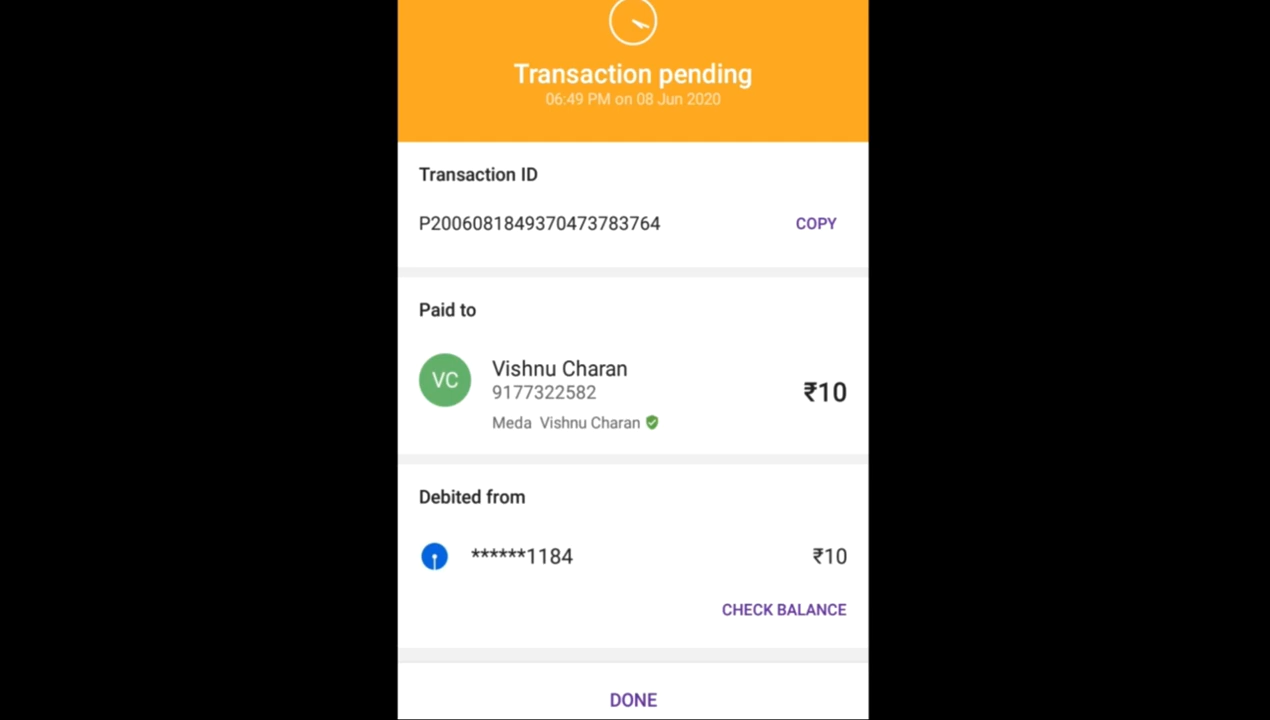 Transaction pending
06:49 PM on 08 Jun 2020
Transaction ID
P2006081849370473783764 COPY
Paid to
VC
Vishnu Charan
9177322582
₹10
Meda Vishnu Charan
Debited from
******1184 ₹10
CHECK BALANCE
DONE